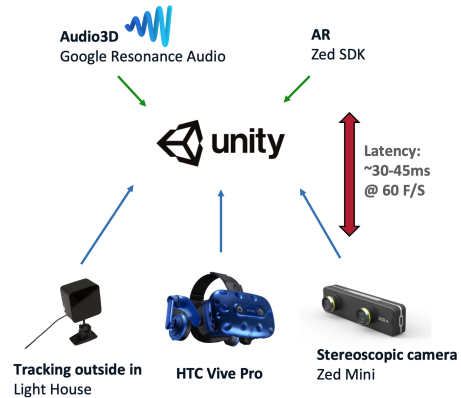 Audio3D
Google Resonance Audio
AR
Zed SDK
unity
Latency:
~30-45ms
@ 60 F/S
VIVE
Tracking outside in
Light House
HTC Vive Pro
Stereoscopic camera
Zed Mini